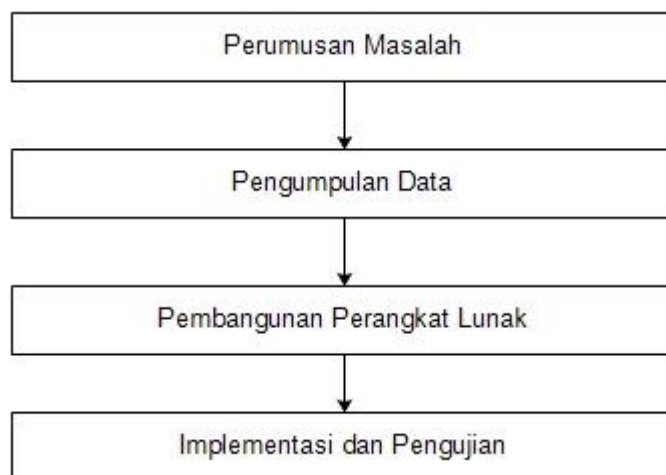 Perumusan Masalah
Pengumpulan Data
Pembangunan Perangkat Lunak
Implementasi dan Pengujian